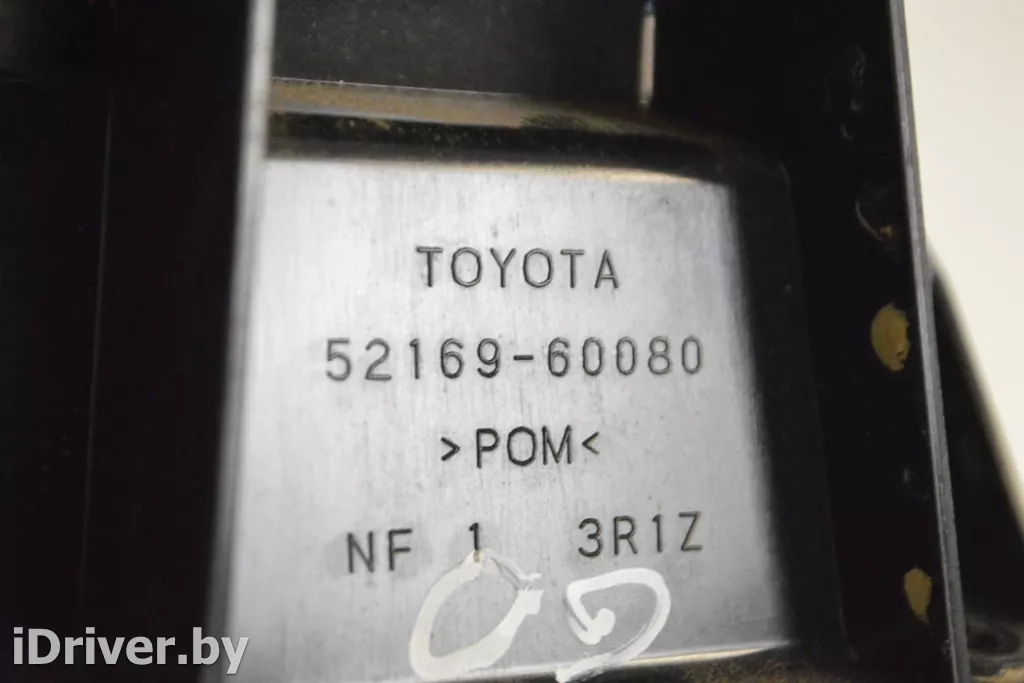 TOYOTA
52169-60080
>POM<
NF 1 3R1Z
iDriver.by